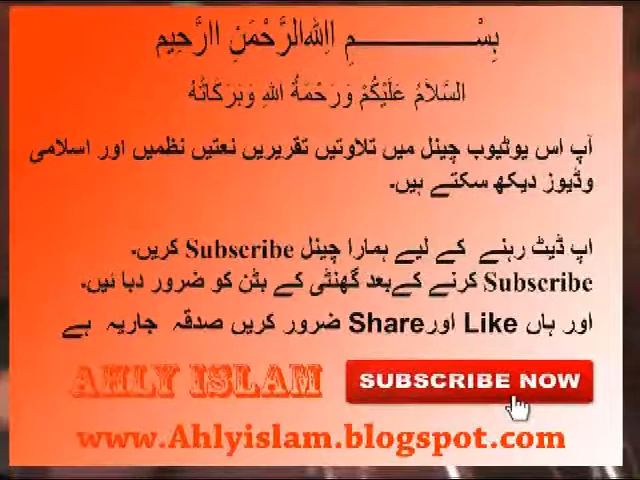 بِسْــــــــــــمِ اللهِ الرَّحْمَنِ الرَّحِيمِ
السَّلاَمُ عَلَيْكُمْ وَرَحْمَةُ اللهِ وَبَرَكَاتُهُ
آپ اس یوٹیوب چینل میں تلاوتیں تقریریں نعتیں نظمیں اور اسلامی
وڈیوز دیکھ سکتے ہیں۔
اپ ڈیٹ رہنے کے لیے ہمارا چینل Subscribe کریں۔
Subscribe کرنے کےبعد گھنٹی کے بٹن کو ضرور دبا ئیں۔
اور ہاں Like اورShare ضرور کریں صدقہ جاریہ ہے
AHLY ISLAM
SUBSCRIBE NOW
www.Ahlyislam.blogspot.com